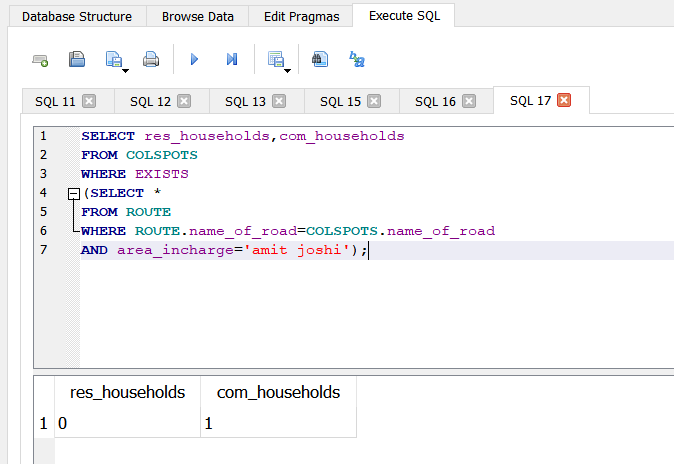 Database Structure Browse Data Edit Pragmas Execute SQL
SQL 11 SQL 12 SQL 13 SQL 15 SQL 16 SQL 17
1 SELECT res_households,com_households
2 FROM COLSPOTS
3 WHERE EXISTS
4 (SELECT *
5 FROM ROUTE
6 WHERE ROUTE.name_of_road=COLSPOTS.name_of_road
7 AND area_incharge='amit joshi');
res_households com_households
1 0 1